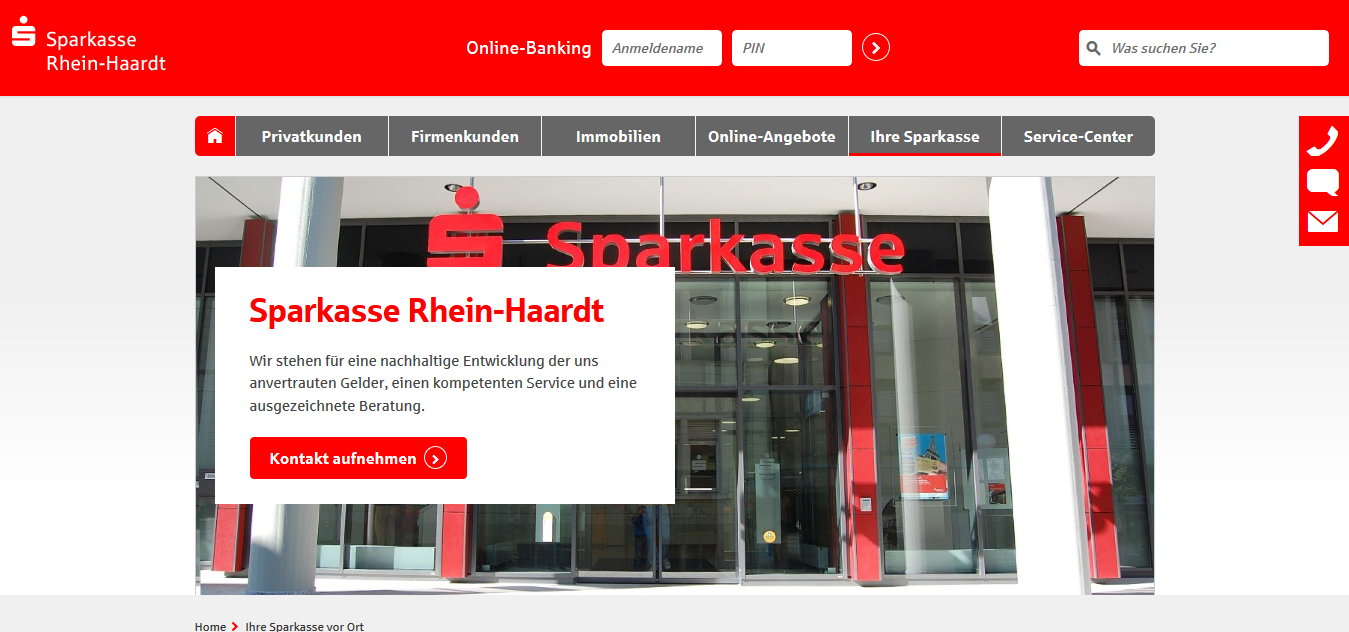 Sparkasse
Rhein-Haardt
Online-Banking
Anmeldename
PIN
Was suchen Sie?
Privatkunden
Firmenkunden
Immobilien
Online-Angebote
Ihre Sparkasse
Service-Center
Sparkasse
Sparkasse Rhein-Haardt
Wir stehen für eine nachhaltige Entwicklung der uns
anvertrauten Gelder, einen kompetenten Service und eine
ausgezeichnete Beratung.
Kontakt aufnehmen
Home
Ihre Sparkasse vor Ort